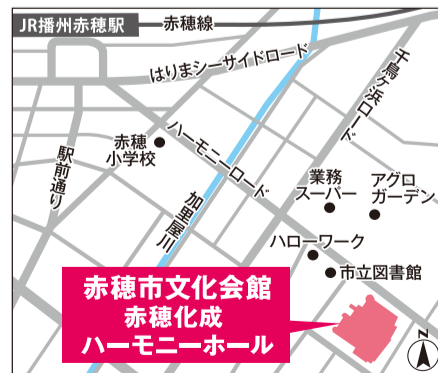 JR播州赤穂駅
赤穂線
はりまシーサイドロード
千鳥ヶ浜ロード
赤穂
小学校
ハーモニーロード
駅前通り
加里屋川
業務
スーパー
アグロ
ガーデン
ハローワーク
市立図書館
赤穂市文化会館
赤穂化成
ハーモニーホール
N